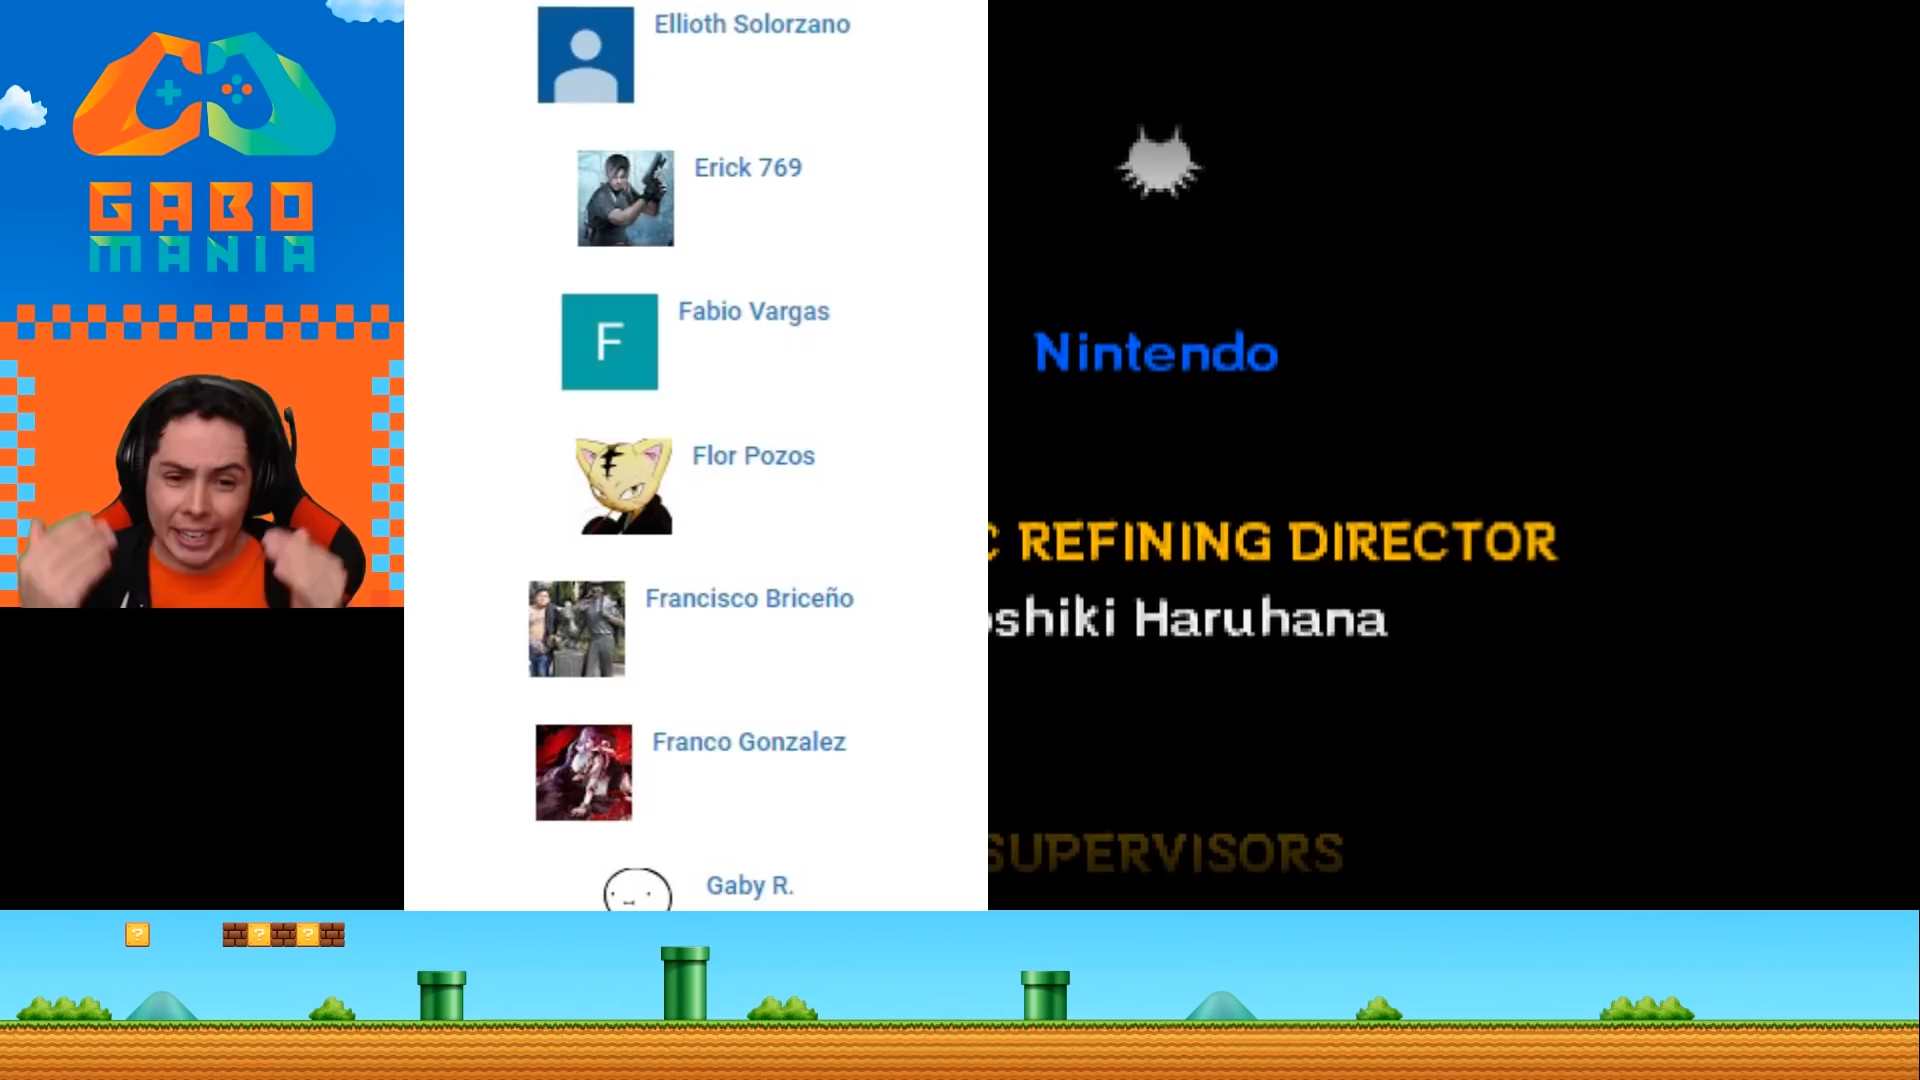 GABO
MANIA
Ellioth Solorzano
Erick 769
F
Fabio Vargas
Flor Pozos
Francisco Briceño
Franco Gonzalez
Gaby R.
Nintendo
REFINING DIRECTOR
oshiki Haruhana
SUPERVISORS
?
?
?